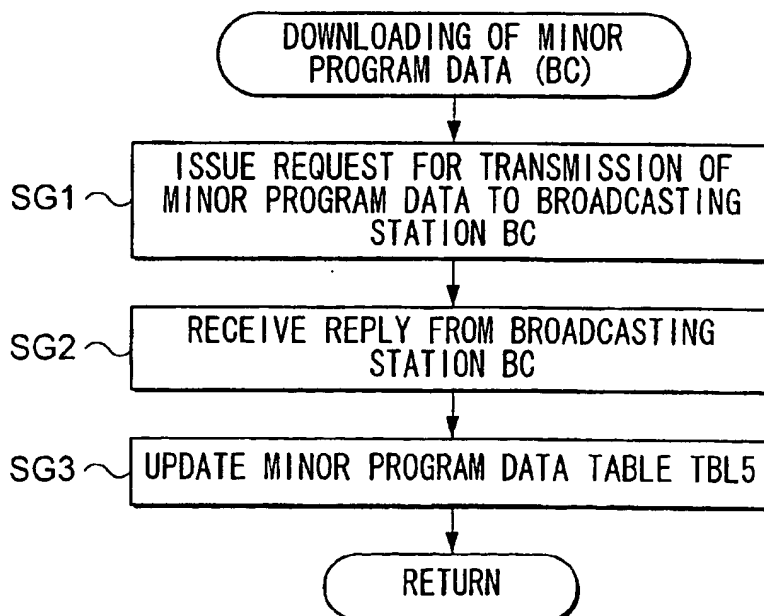 DOWNLOADING OF MINOR
PROGRAM DATA (BC)
SG1
ISSUE REQUEST FOR TRANSMISSION OF
MINOR PROGRAM DATA TO BROADCASTING
STATION BC
SG2
RECEIVE REPLY FROM BROADCASTING
STATION BC
SG3
UPDATE MINOR PROGRAM DATA TABLE TBL5
RETURN